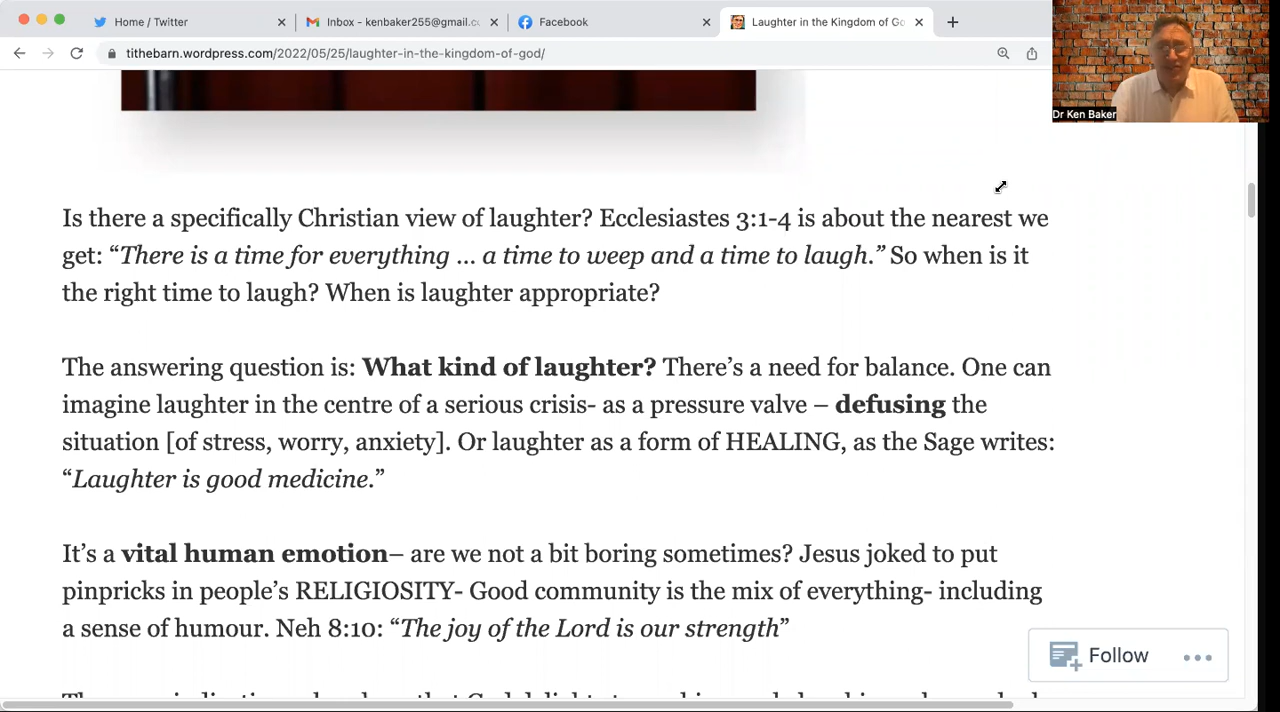 Home / Twitter
Inbox - kenbaker255@gmail.c
Facebook
Laughter in the Kingdom of Go
tithebarn.wordpress.com/2022/05/25/laughter-in-the-kingdom-of-god/
Dr Ken Baker
Is there a specifically Christian view of laughter? Ecclesiastes 3:1-4 is about the nearest we
get: “There is a time for everything … a time to weep and a time to laugh.” So when is it
the right time to laugh? When is laughter appropriate?
The answering question is: What kind of laughter? There’s a need for balance. One can
imagine laughter in the centre of a serious crisis- as a pressure valve – defusing the
situation [of stress, worry, anxiety]. Or laughter as a form of HEALING, as the Sage writes:
“Laughter is good medicine.”
It’s a vital human emotion– are we not a bit boring sometimes? Jesus joked to put
pinpricks in people’s RELIGIOSITY- Good community is the mix of everything- including
a sense of humour. Neh 8:10: “The joy of the Lord is our strength”
Follow